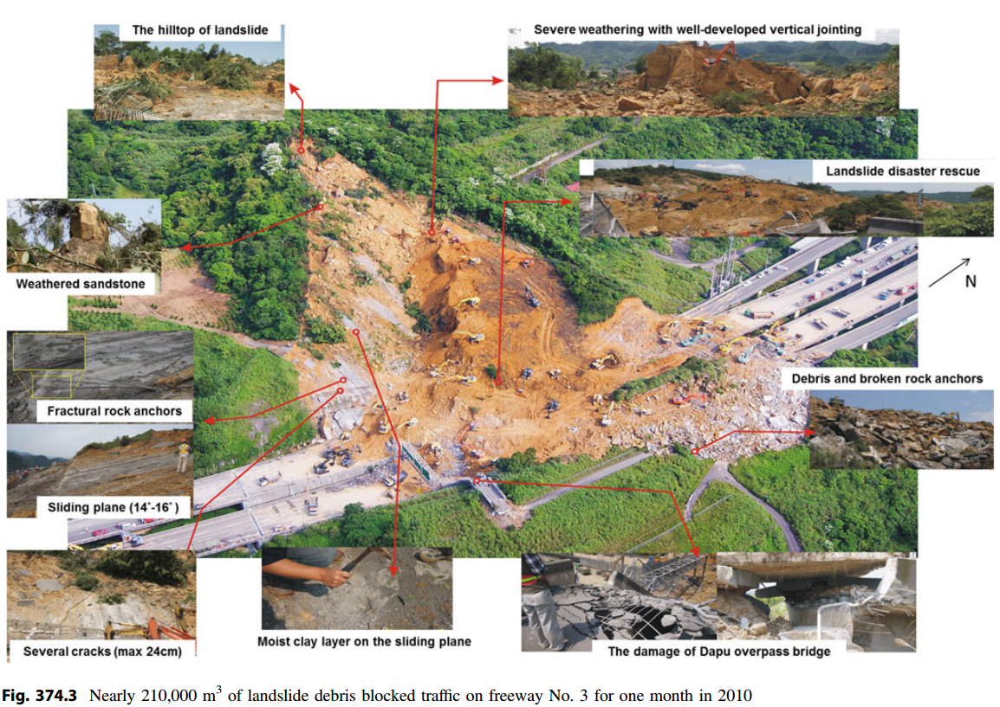 The hilltop of landslide
Severe weathering with well-developed vertical jointing
Landslide disaster rescue
Weathered sandstone
N
Fractural rock anchors
Debris and broken rock anchors
Sliding plane (14°-16°)
Several cracks (max 24cm)
Moist clay layer on the sliding plane
The damage of Dapu overpass bridge
Fig. 374.3 Nearly 210,000 m³ of landslide debris blocked traffic on freeway No. 3 for one month in 2010